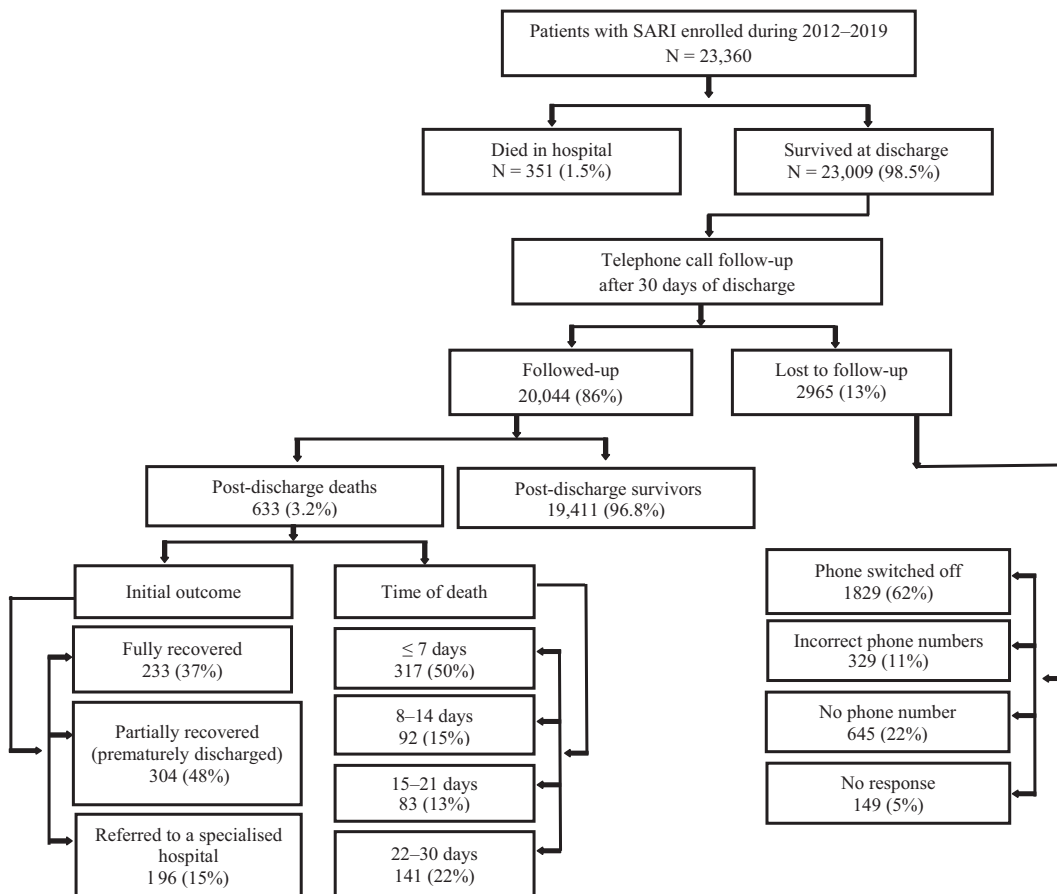 Patients with SARI enrolled during 2012–2019
N = 23,360
Died in hospital
N = 351 (1.5%)
Survived at discharge
N = 23,009 (98.5%)
Telephone call follow-up
after 30 days of discharge
Followed-up
20,044 (86%)
Lost to follow-up
2965 (13%)
Post-discharge deaths
633 (3.2%)
Post-discharge survivors
19,411 (96.8%)
Initial outcome
Fully recovered
233 (37%)
Partially recovered
(prematurely discharged)
304 (48%)
Referred to a specialised
hospital
l 96 (15%)
Time of death
≤ 7 days
317 (50%)
8–14 days
92 (15%)
15–21 days
83 (13%)
22–30 days
141 (22%)
Phone switched off
1829 (62%)
Incorrect phone numbers
329 (11%)
No phone number
645 (22%)
No response
149 (5%)